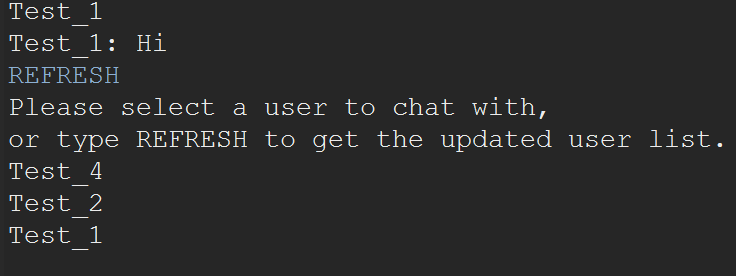 Test_1
Test_1: Hi
REFRESH
Please select a user to chat with,
or type REFRESH to get the updated user list.
Test_4
Test_2
Test_1